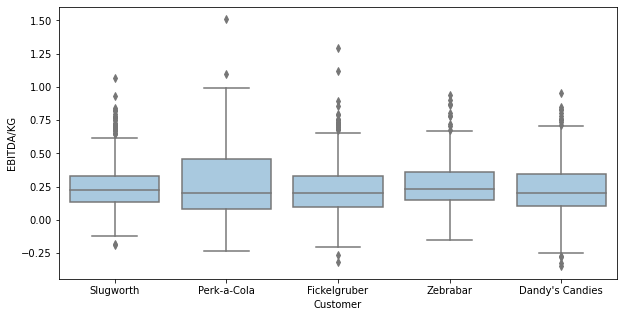 1.50
1.25
1.00
0.75
0.50
0.25
0.00
−0.25
EBITDA/KG
Slugworth Perk-a-Cola Fickelgruber Zebrabar Dandy's Candies
Customer